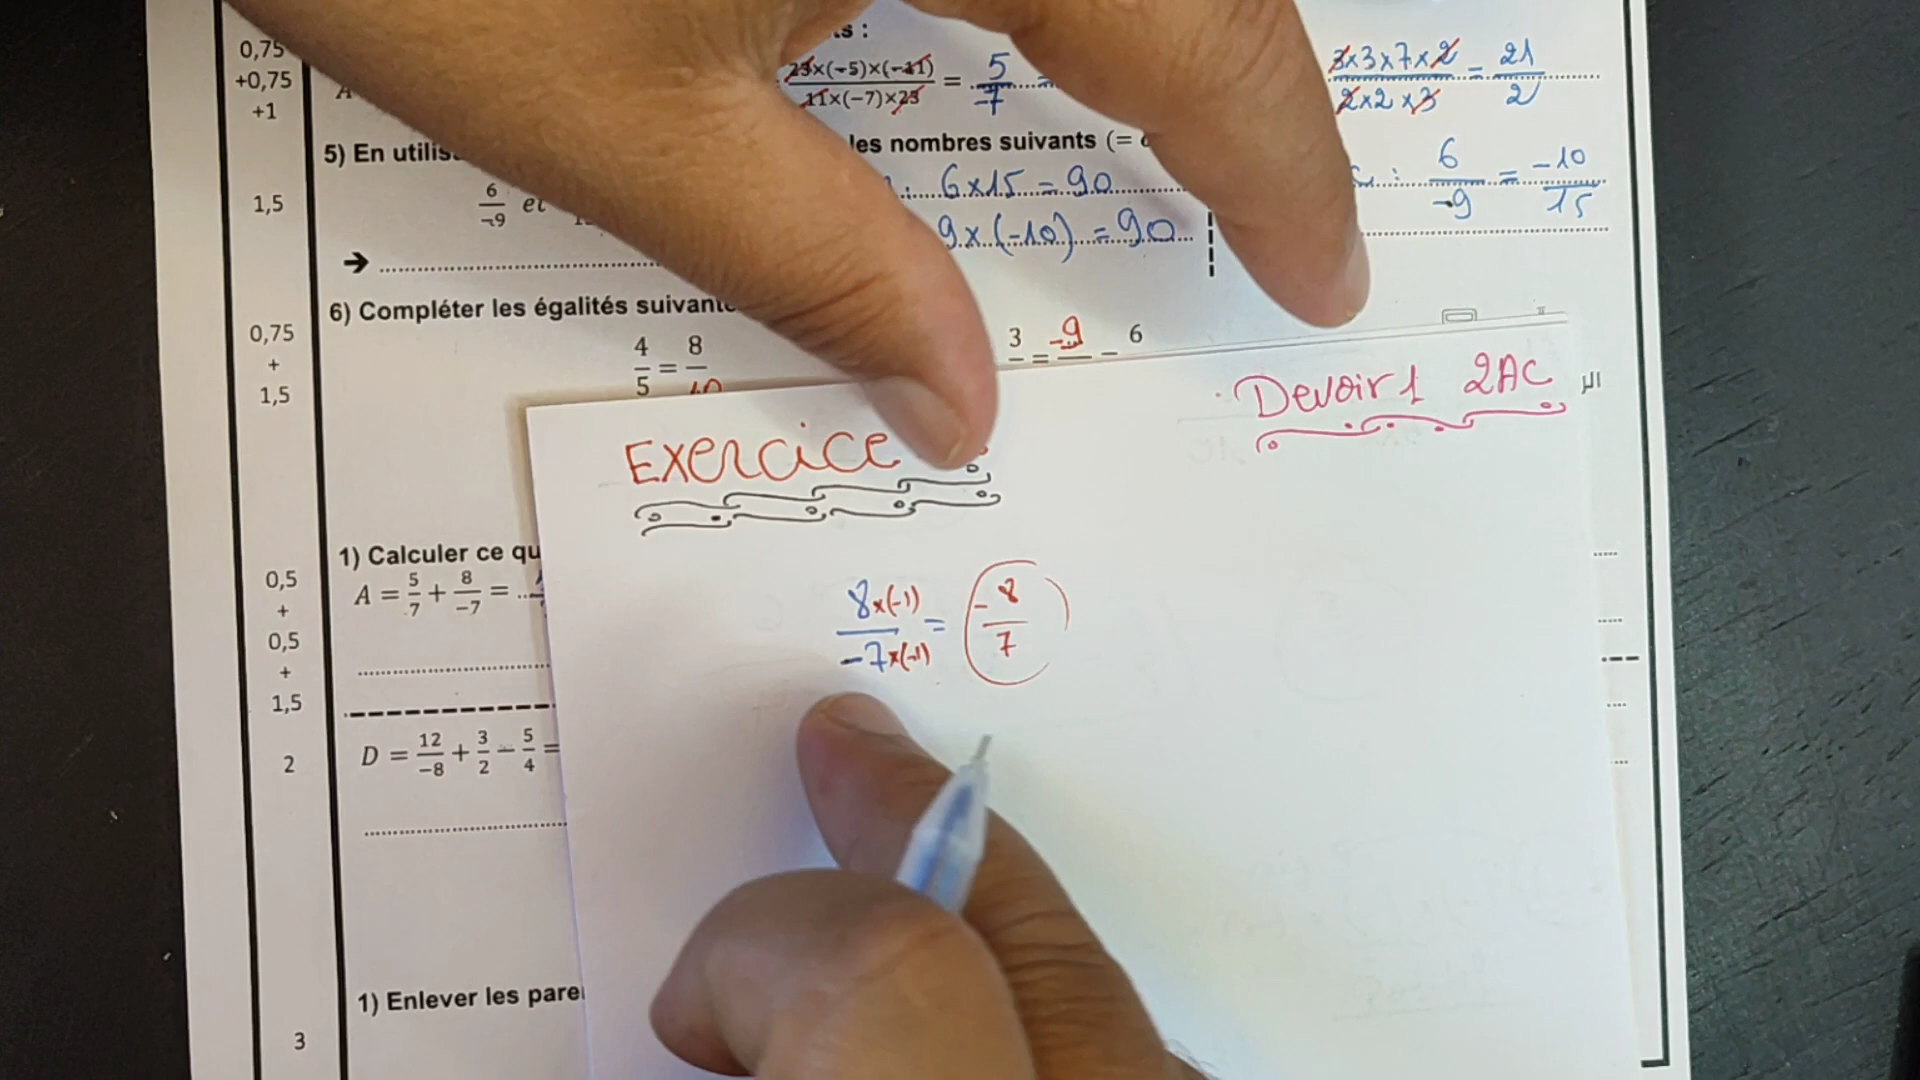 0,75
+0,75
+1
ts :
23×(-5)×(-11) / 11×(-7)×23 = 5/-7 =
3×3×7×2 / 2×2×3 = 21/2
5) En utilis
les nombres suivants (=
1,5
6/-9 et
6×15 = 90
6/-9 = -10/15
9×(-10) = 90
➔
6) Compléter les égalités suivante
0,75
+
1,5
4/5 = 8/10
3 = -9 6
Devoir 1 2AC
Exercice
1) Calculer ce qu
0,5
+
0,5
+
1,5
A = 5/7 + 8/-7 =
8×(-1) / -7×(-1) = -8/7
2
D = 12/-8 + 3/2 - 5/4 =
1) Enlever les pare
3